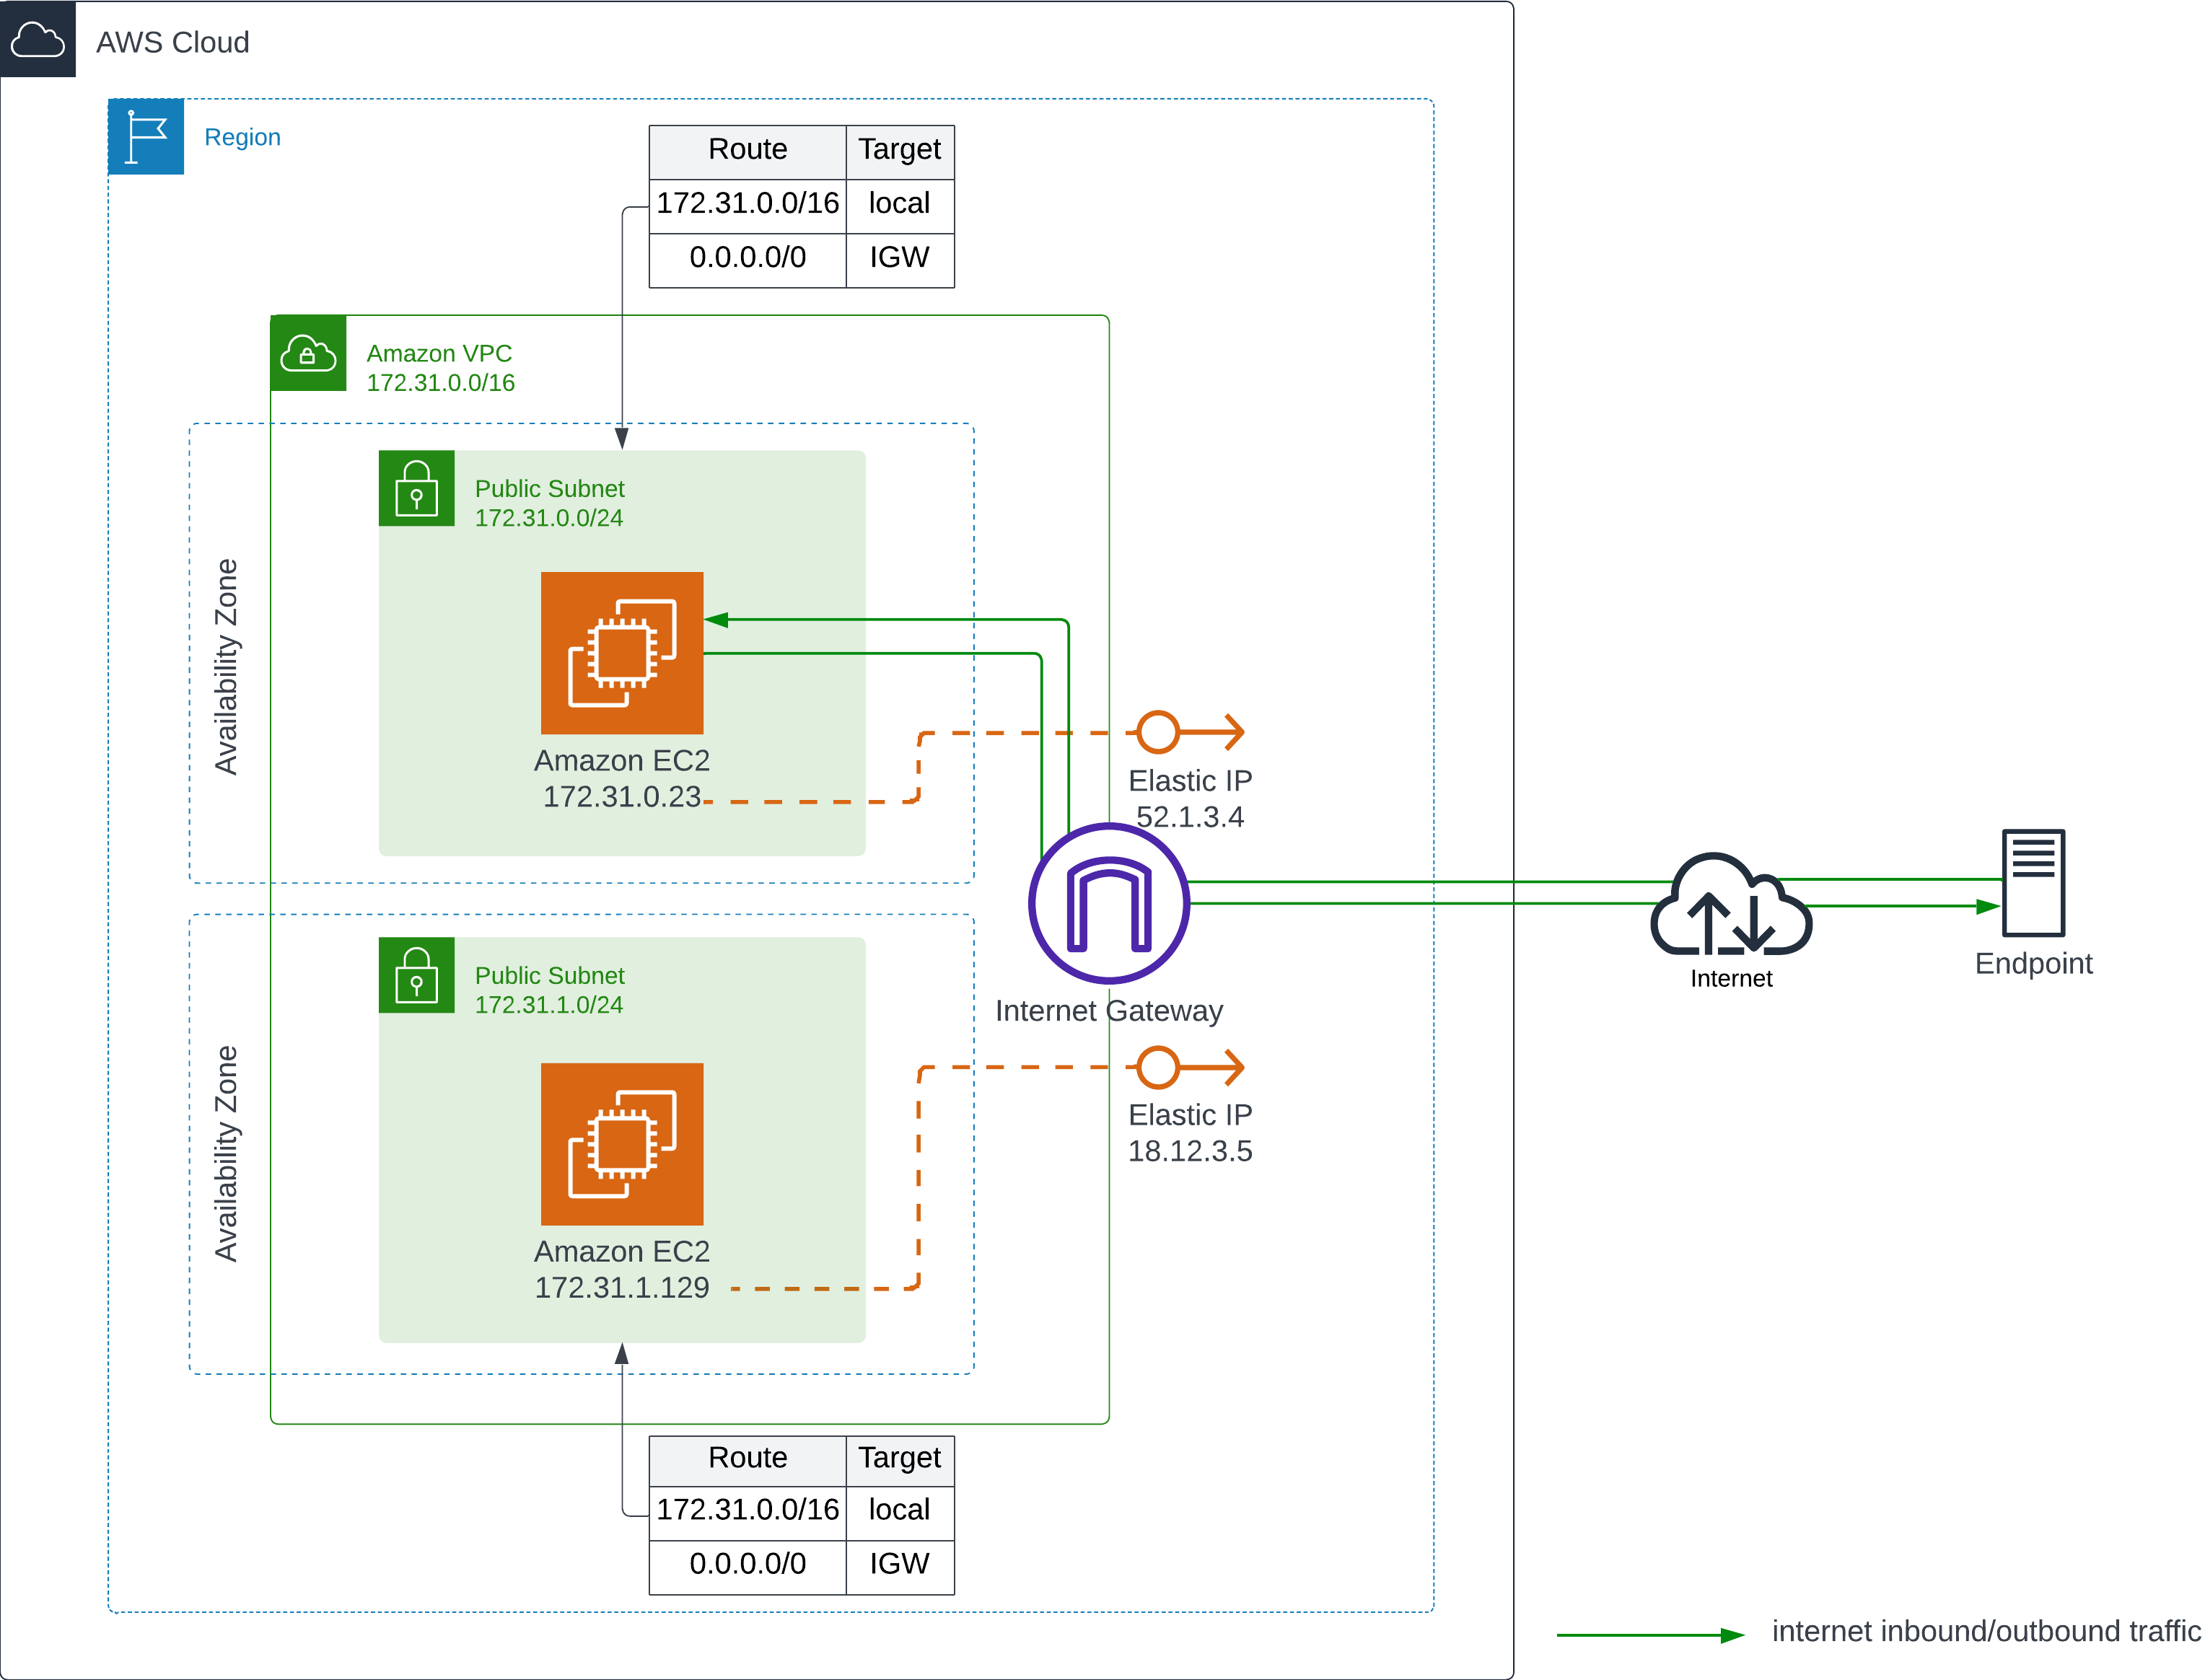 AWS Cloud
Region
Route Target
172.31.0.0/16 local
0.0.0.0/0 IGW
Amazon VPC
172.31.0.0/16
Availability Zone
Public Subnet
172.31.0.0/24
Amazon EC2
172.31.0.23
Elastic IP
52.1.3.4
Internet Gateway
Internet
Endpoint
Availability Zone
Public Subnet
172.31.1.0/24
Amazon EC2
172.31.1.129
Elastic IP
18.12.3.5
Route Target
172.31.0.0/16 local
0.0.0.0/0 IGW
internet inbound/outbound traffic